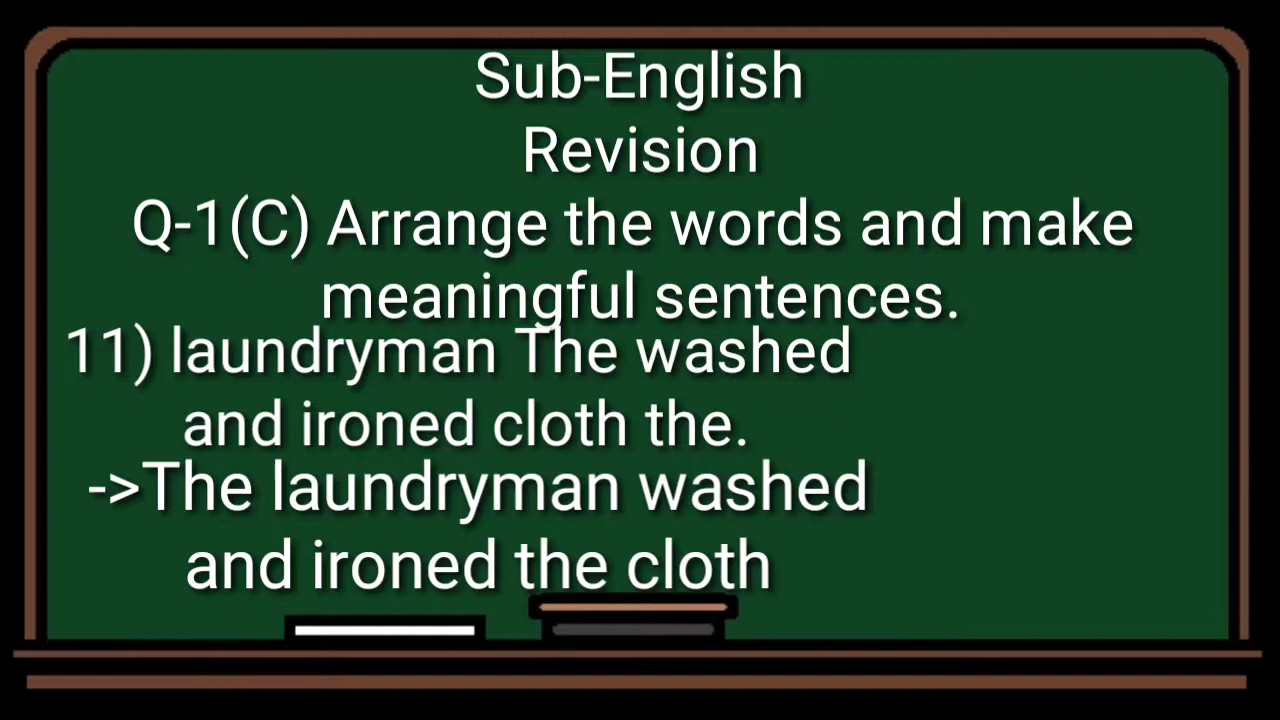 Sub-English
Revision
Q-1(C) Arrange the words and make
meaningful sentences.
11) laundryman The washed
and ironed cloth the.
->The laundryman washed
and ironed the cloth